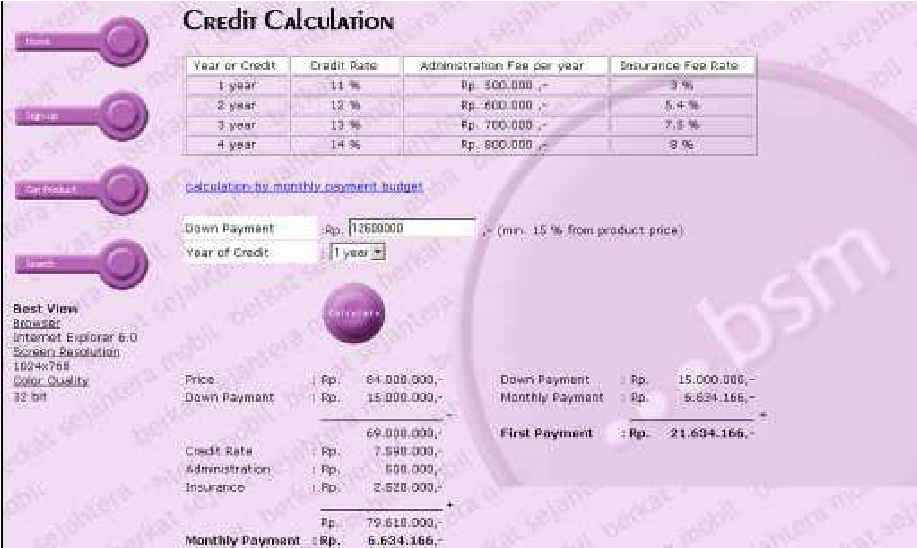 Credit Calculation
Home
Sign up
Car Product
Search
Year or Credit Credit Rate Administration Fee per year Insurance Fee Rate
1 year 11 % Rp. 500.000 ,- 3 %
2 year 12 % Rp. 600.000 ,- 5.4 %
3 year 13 % Rp. 700.000 ,- 7.5 %
4 year 14 % Rp. 800.000 ,- 9 %
calculation by monthly payment budget
Down Payment :Rp. 12600000 ,- (min. 15 % from product price)
Year of Credit : 1 year
Calculate
Best View
Browser
Internet Explorer 6.0
Screen Resolution
1024x768
Color Quality
32 bit
Price : Rp. 84.000.000,-
Down Payment : Rp. 15.000.000,-
-
69.000.000,-
Credit Rate : Rp. 7.590.000,-
Administration : Rp. 500.000,-
Insurance : Rp. 2.520.000,-
+
Rp. 79.610.000,-
Monthly Payment : Rp. 6.634.166,-
Down Payment : Rp. 15.000.000,-
Monthly Payment : Rp. 6.634.166,-
+
First Payment : Rp. 21.634.166,-
.bsm
berkat sejahtera mobil